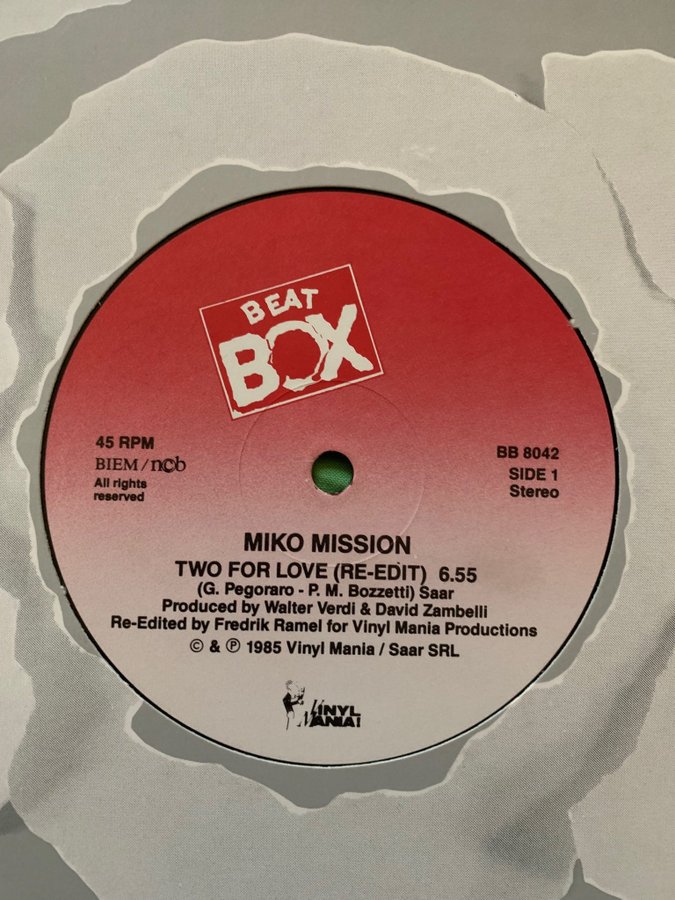 BEAT
BOX
45 RPM
BIEM/ncb
All rights
reserved
BB 8042
SIDE 1
Stereo
MIKO MISSION
TWO FOR LOVE (RE-EDIT) 6.55
(G. Pegoraro - P. M. Bozzetti) Saar
Produced by Walter Verdi & David Zambelli
Re-Edited by Fredrik Ramel for Vinyl Mania Productions
© & ℗ 1985 Vinyl Mania / Saar SRL
VINYL
MANIA!